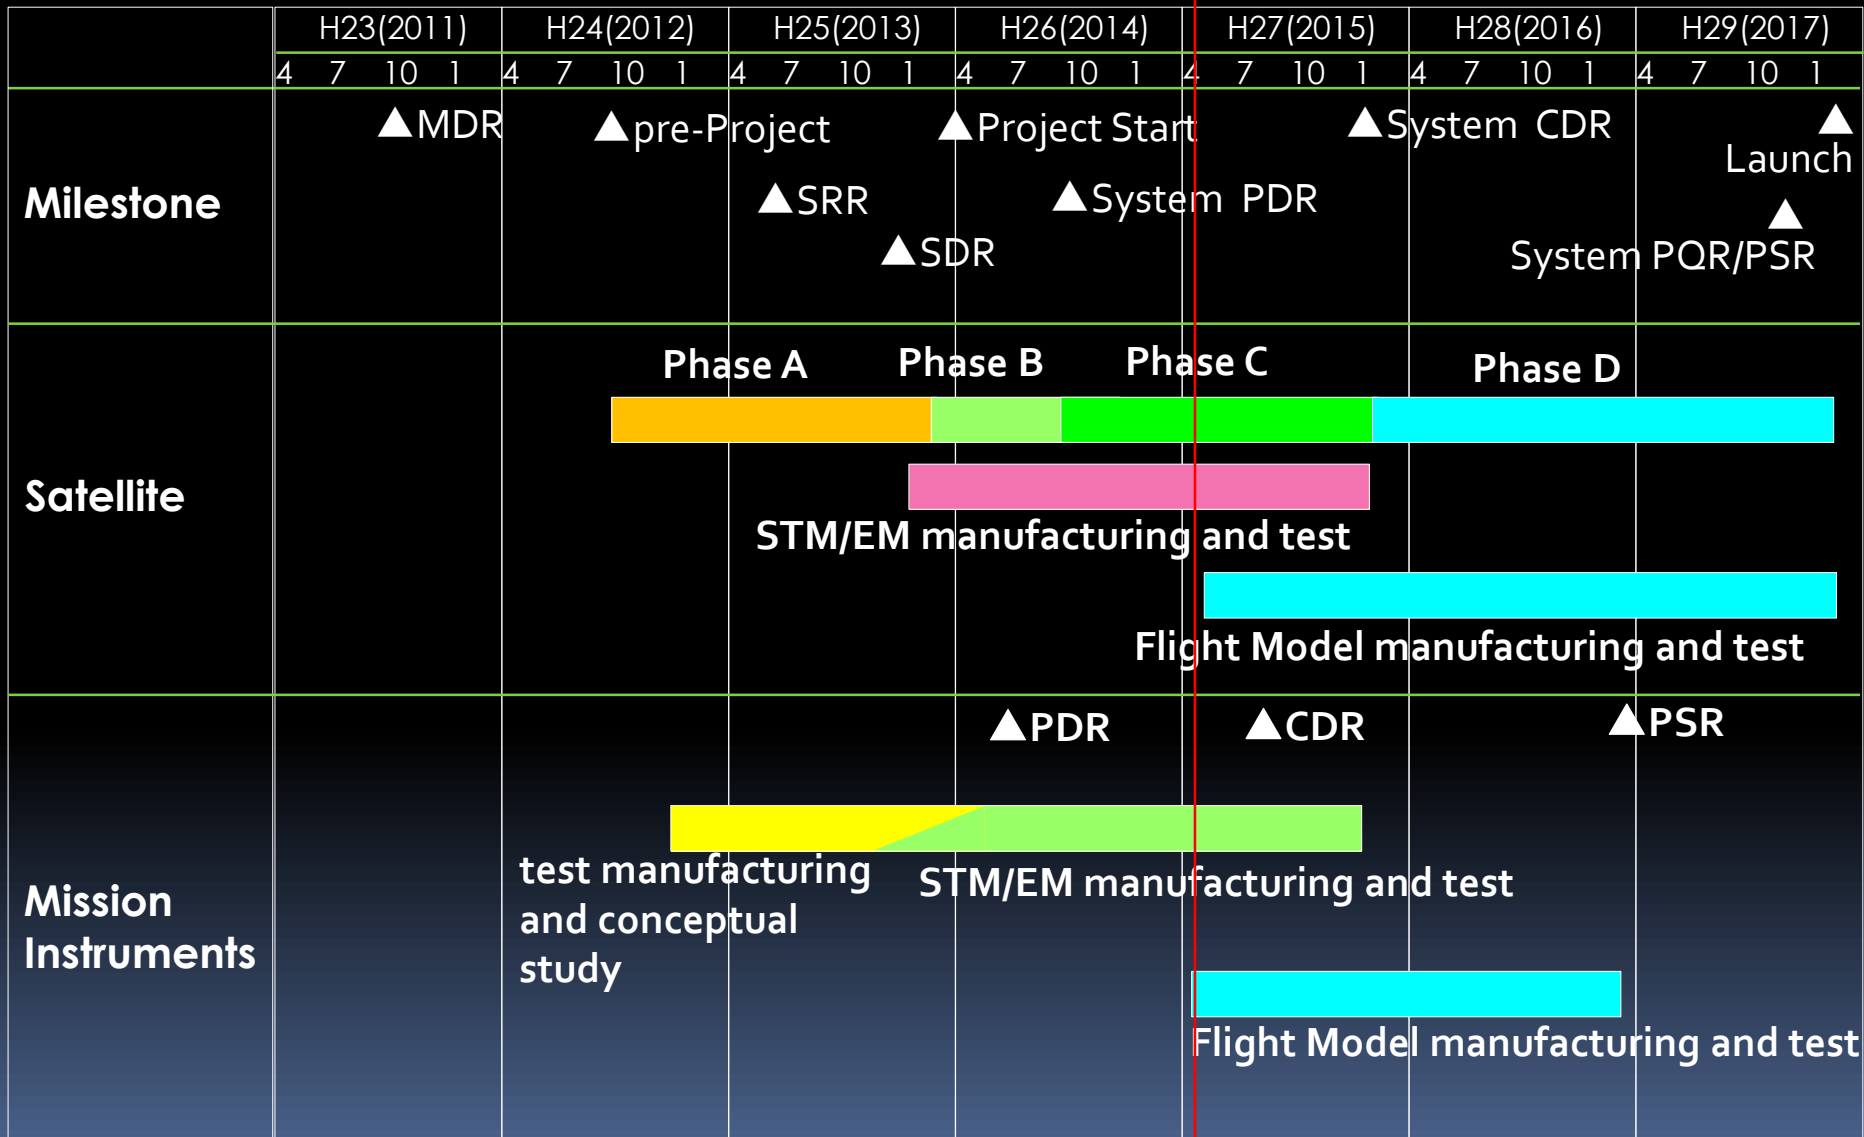 H23(2011) H24(2012) H25(2013) H26(2014) H27(2015) H28(2016) H29(2017)
4 7 10 1 4 7 10 1 4 7 10 1 4 7 10 1 4 7 10 1 4 7 10 1 4 7 10 1
Milestone
MDR
pre-Project
Project Start
System CDR
Launch
SRR
System PDR
SDR
System PQR/PSR
Satellite
Phase A
Phase B
Phase C
Phase D
STM/EM manufacturing and test
Flight Model manufacturing and test
Mission
Instruments
PDR
CDR
PSR
test manufacturing
and conceptual
study
STM/EM manufacturing and test
Flight Model manufacturing and test